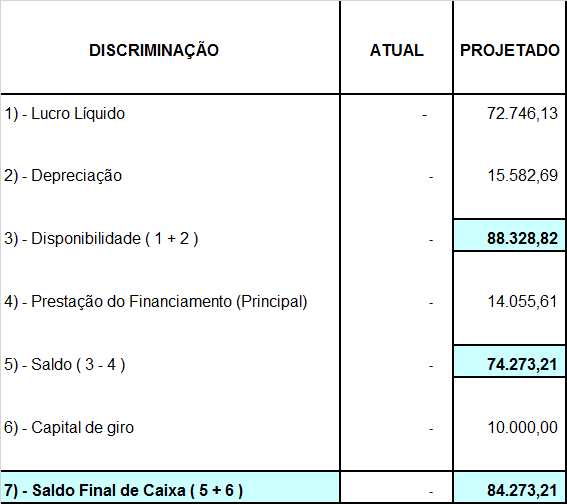 DISCRIMINAÇÃO ATUAL PROJETADO
1) - Lucro Líquido - 72.746,13
2) - Depreciação - 15.582,69
3) - Disponibilidade ( 1 + 2 ) - 88.328,82
4) - Prestação do Financiamento (Principal) - 14.055,61
5) - Saldo ( 3 - 4 ) - 74.273,21
6) - Capital de giro - 10.000,00
7) - Saldo Final de Caixa ( 5 + 6 ) - 84.273,21